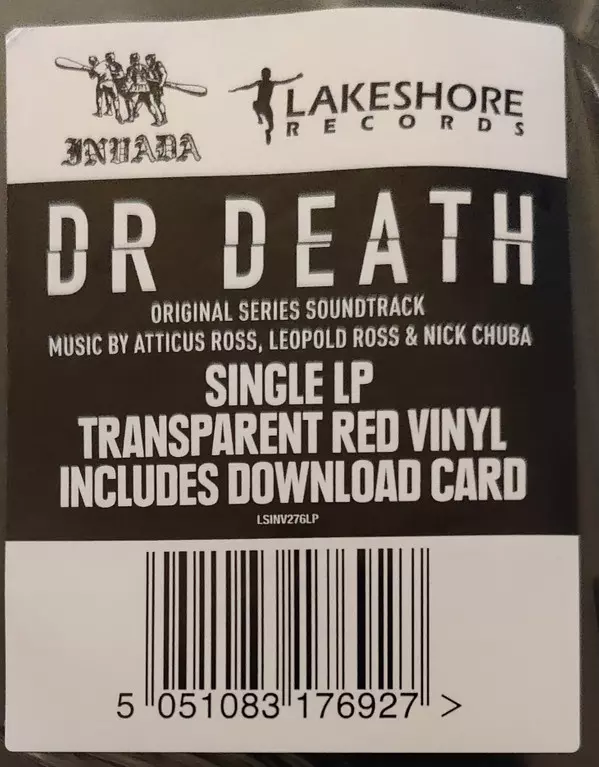 INVADA
LAKESHORE
RECORDS
DR DEATH
ORIGINAL SERIES SOUNDTRACK
MUSIC BY ATTICUS ROSS, LEOPOLD ROSS & NICK CHUBA
SINGLE LP
TRANSPARENT RED VINYL
INCLUDES DOWNLOAD CARD
LSINV276LP
5 051083 176927 >